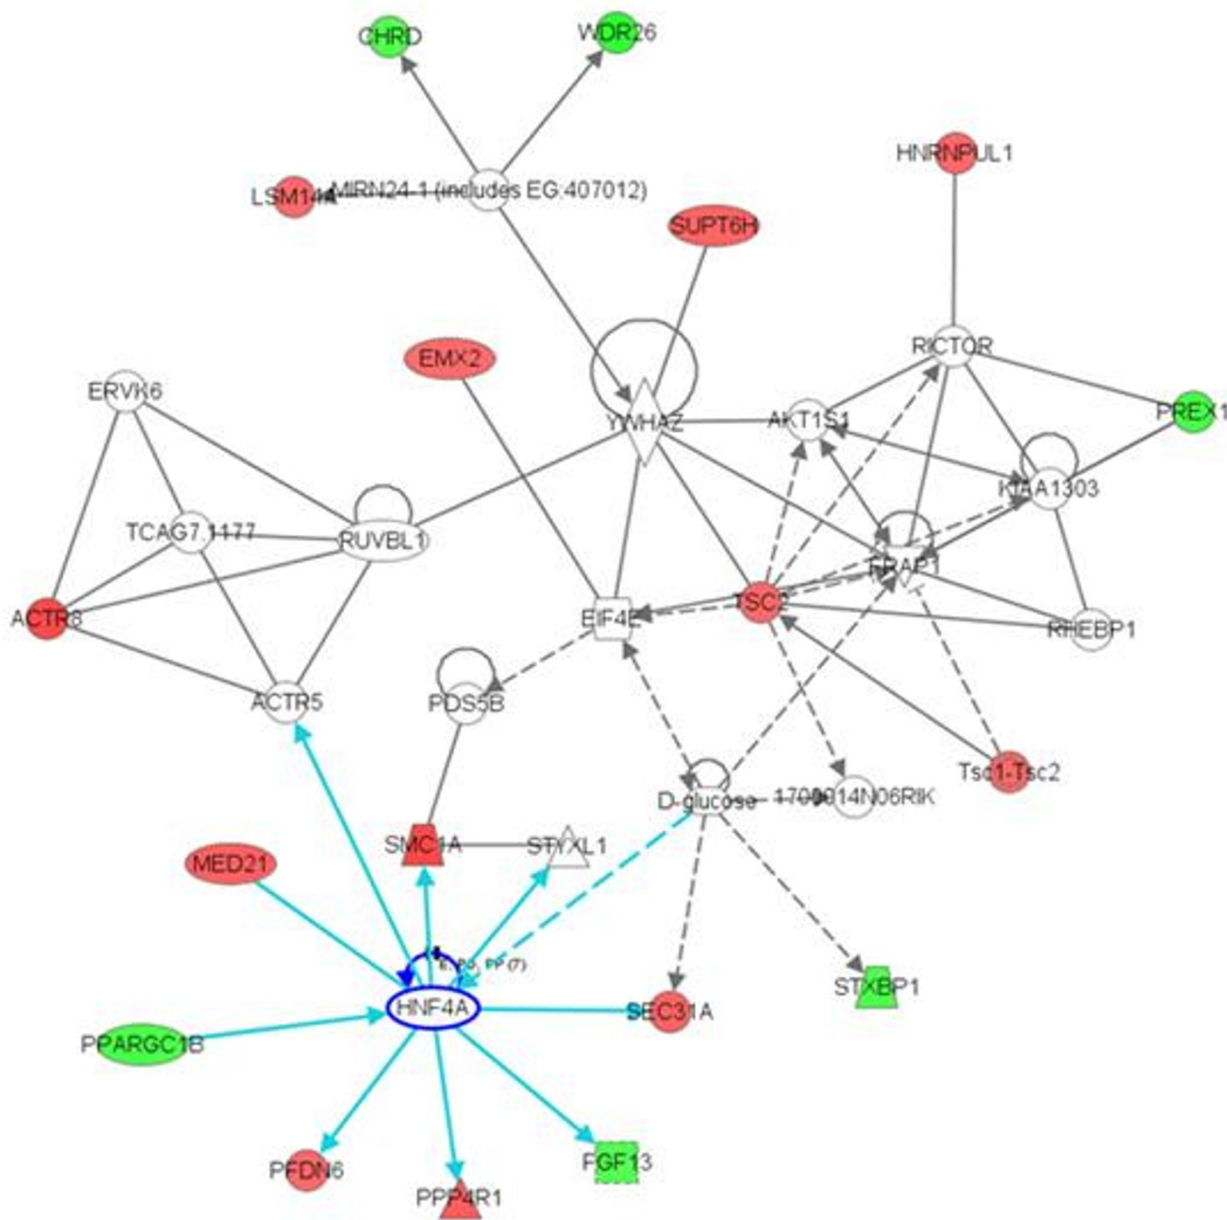 CHRD
WDR26
HNRNPUL1
LSM14A
MIRN24-1 (includes EG:407012)
SUPT6H
RICTOR
EMX2
ERVK6
PREX1
YWHAZ
AKT1S1
KIAA1303
TCAG7.1177
RUVBL1
FRAP1
ACTR8
EIF4E
TSC2
RHEBP1
ACTR5
PDS5B
Tsc1-Tsc2
D-glucose
1700014N06RIK
SMC1A
STYXL1
MED21
STXBP1
HNF4A
SEC31A
PPARGC1B
PFDN6
FGF13
PPP4R1